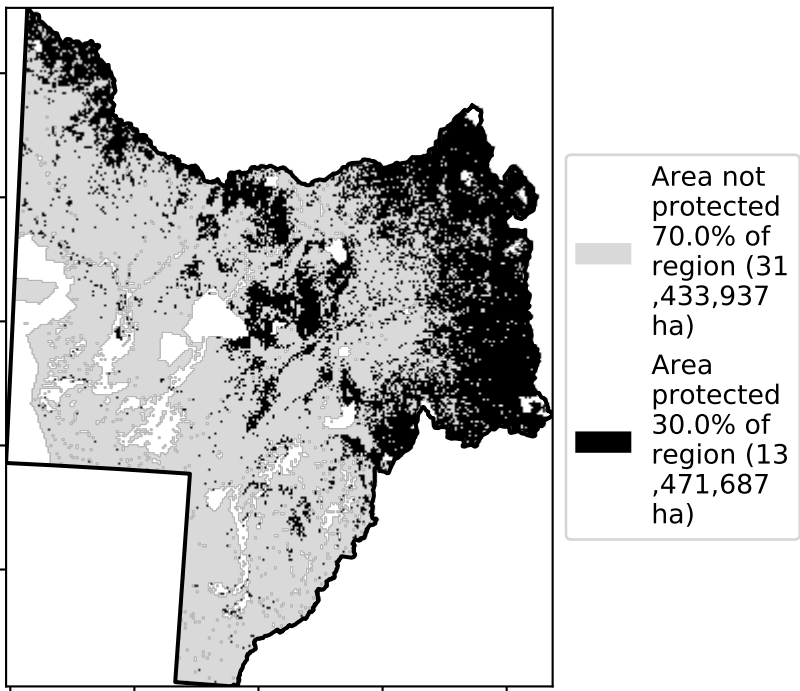 Area not
protected
70.0% of
region (31
,433,937
ha)
Area
protected
30.0% of
region (13
,471,687
ha)